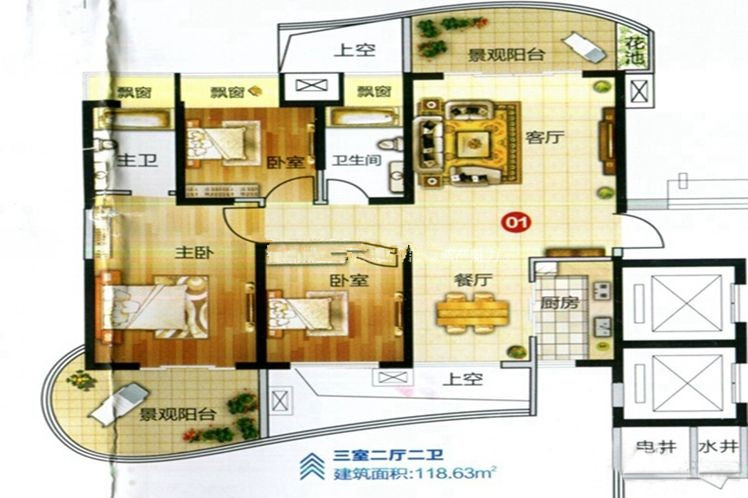 上空
景观阳台
花池
飘窗
飘窗
飘窗
客厅
主卫
卧室
卫生间
01
主卧
卧室
餐厅
厨房
上空
景观阳台
电井
水井
三室二厅二卫
建筑面积:118.63m²